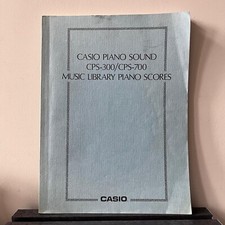 CASIO PIANO SOUND
CPS-300/CPS-700
MUSIC LIBRARY PIANO SCORES
CASIO